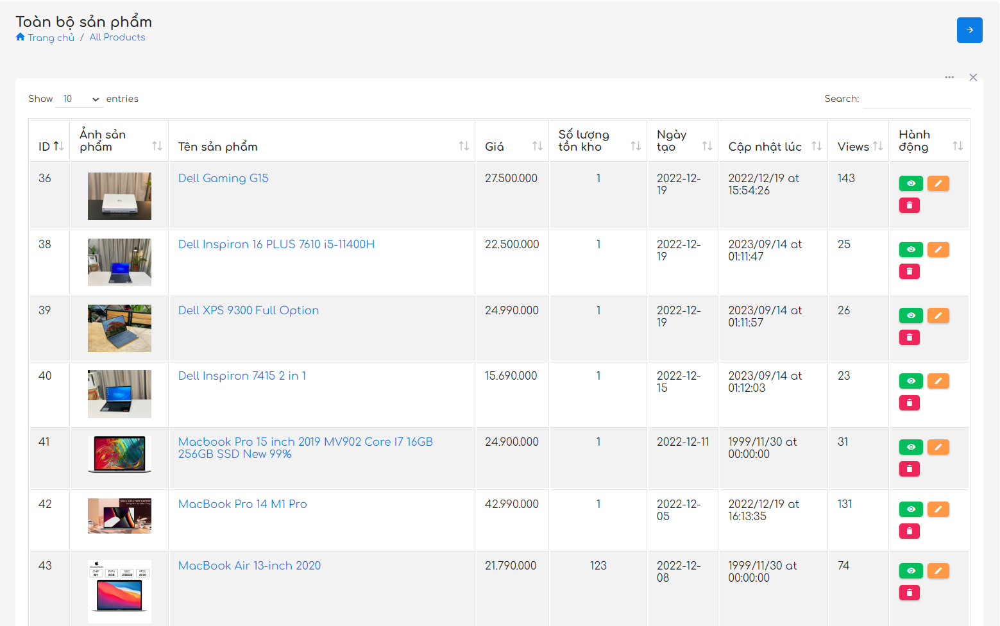 Toàn bộ sản phẩm
Trang chủ / All Products
Show 10 entries
Search:
ID
Ảnh sản
phẩm
Tên sản phẩm
Giá
Số lượng
tồn kho
Ngày
tạo
Cập nhật lúc
Views
Hành
động
36
Dell Gaming G15
27.500.000
1
2022-12-
19
2022/12/19 at
15:54:26
143
38
Dell Inspiron 16 PLUS 7610 i5-11400H
22.500.000
1
2022-12-
19
2023/09/14 at
01:11:47
25
39
Dell XPS 9300 Full Option
24.990.000
1
2022-12-
19
2023/09/14 at
01:11:57
26
40
Dell Inspiron 7415 2 in 1
15.690.000
1
2022-12-
15
2023/09/14 at
01:12:03
23
41
Macbook Pro 15 inch 2019 MV902 Core I7 16GB
256GB SSD New 99%
24.900.000
1
2022-12-11
1999/11/30 at
00:00:00
31
42
MacBook Pro 14 M1 Pro
42.990.000
1
2022-12-
05
2022/12/19 at
16:13:35
131
43
CHIP RAM SSD MOD
M1 8GB 256GB 2020
MacBook Air 13-inch 2020
21.790.000
123
2022-12-
08
1999/11/30 at
00:00:00
74